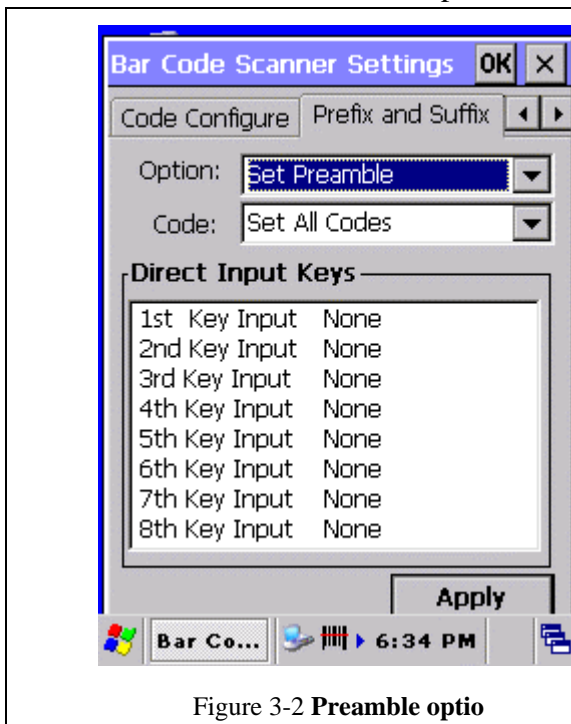 Bar Code Scanner Settings OK ×
Code Configure Prefix and Suffix
Option: Set Preamble
Code: Set All Codes
Direct Input Keys
1st Key Input None
2nd Key Input None
3rd Key Input None
4th Key Input None
5th Key Input None
6th Key Input None
7th Key Input None
8th Key Input None
Apply
Bar Co... 6:34 PM
Figure 3-2 Preamble optio